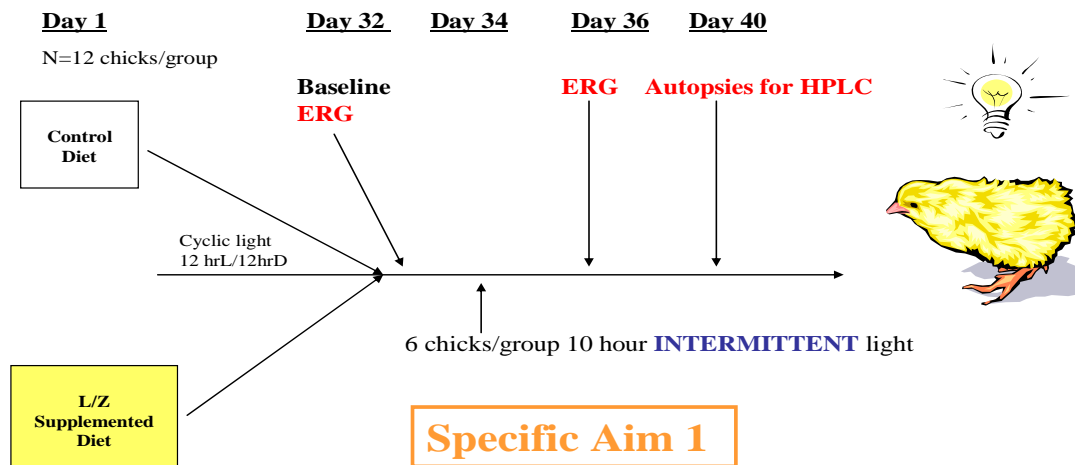 Day 1
Day 32
Day 34
Day 36
Day 40
N=12 chicks/group
Baseline
ERG
ERG
Autopsies for HPLC
Control
Diet
Cyclic light
12 hrL/12hrD
6 chicks/group 10 hour INTERMITTENT light
L/Z
Supplemented
Diet
Specific Aim 1